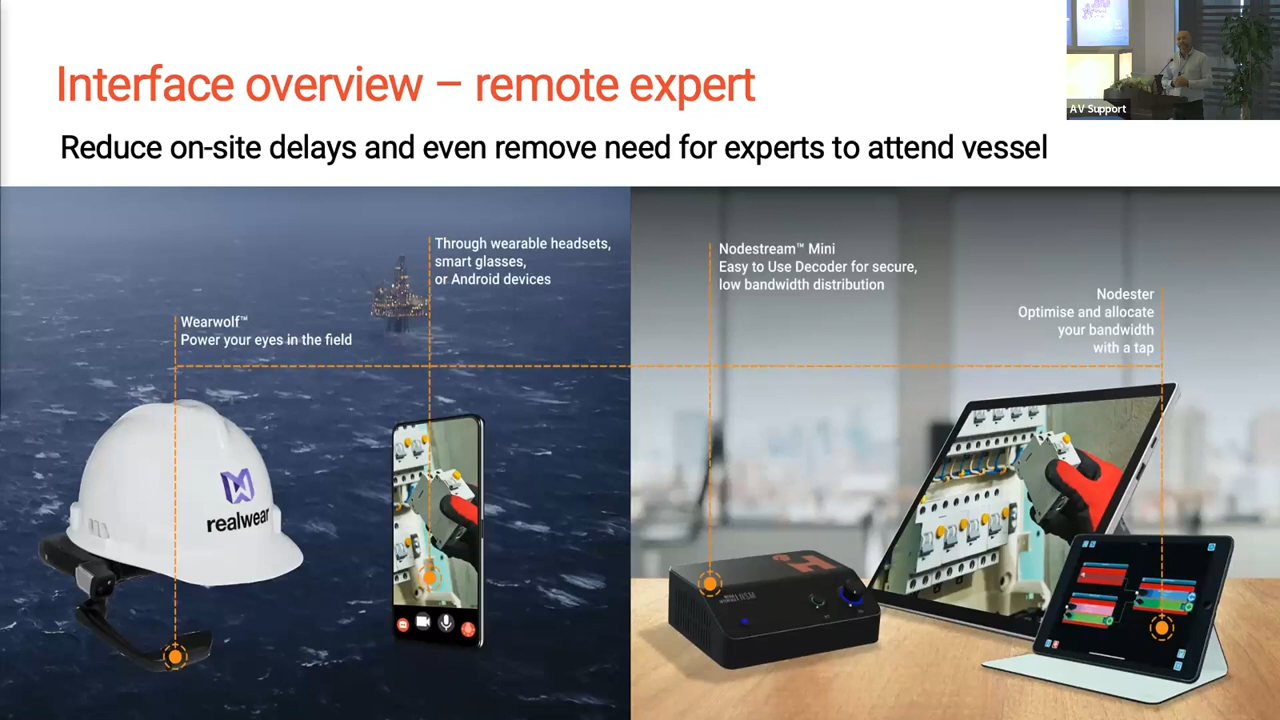 Interface overview – remote expert
AV Support
Reduce on-site delays and even remove need for experts to attend vessel
Through wearable headsets,
smart glasses,
or Android devices
Wearwolf™
Power your eyes in the field
Nodestream™ Mini
Easy to Use Decoder for secure,
low bandwidth distribution
Nodester
Optimise and allocate
your bandwidth
with a tap
realwear